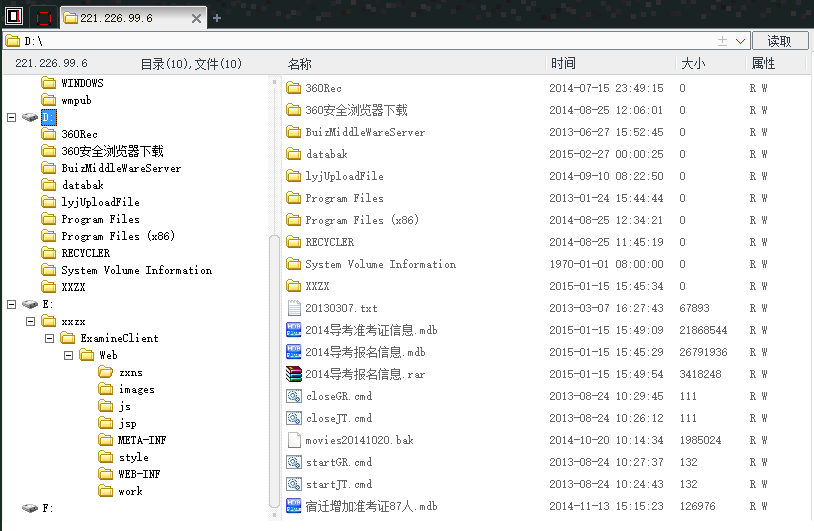 221.226.99.6
D:\
读取
221.226.99.6 目录(10),文件(10)
WINDOWS
wmpub
D:
360Rec
360安全浏览器下载
BuizMiddleWareServer
databak
lyjUploadFile
Program Files
Program Files (x86)
RECYCLER
System Volume Information
XXZX
E:
xxzx
ExamineClient
Web
zxns
images
js
jsp
META-INF
style
WEB-INF
work
F:
名称 时间 大小 属性
360Rec 2014-07-15 23:49:15 0 R W
360安全浏览器下载 2014-08-25 12:06:01 0 R W
BuizMiddleWareServer 2013-06-27 15:52:45 0 R W
databak 2015-02-27 00:00:25 0 R W
lyjUploadFile 2014-09-10 08:22:50 0 R W
Program Files 2013-01-24 15:44:44 0 R W
Program Files (x86) 2014-08-25 12:34:21 0 R W
RECYCLER 2014-08-25 11:45:19 0 R W
System Volume Information 1970-01-01 08:00:00 0 R W
XXZX 2015-01-15 15:45:34 0 R W
20130307.txt 2013-03-07 16:27:43 67893 R W
2014导考准考证信息.mdb 2015-01-15 15:49:09 21868544 R W
2014导考报名信息.mdb 2015-01-15 15:45:29 26791936 R W
2014导考报名信息.rar 2015-01-15 15:49:54 3418248 R W
closeGR.cmd 2013-08-24 10:29:45 111 R W
closeJT.cmd 2013-08-24 10:26:12 111 R W
movies20141020.bak 2014-10-20 10:14:34 1985024 R W
startGR.cmd 2013-08-24 10:27:37 132 R W
startJT.cmd 2013-08-24 10:24:43 132 R W
宿迁增加准考证87人.mdb 2014-11-13 15:15:23 126976 R W